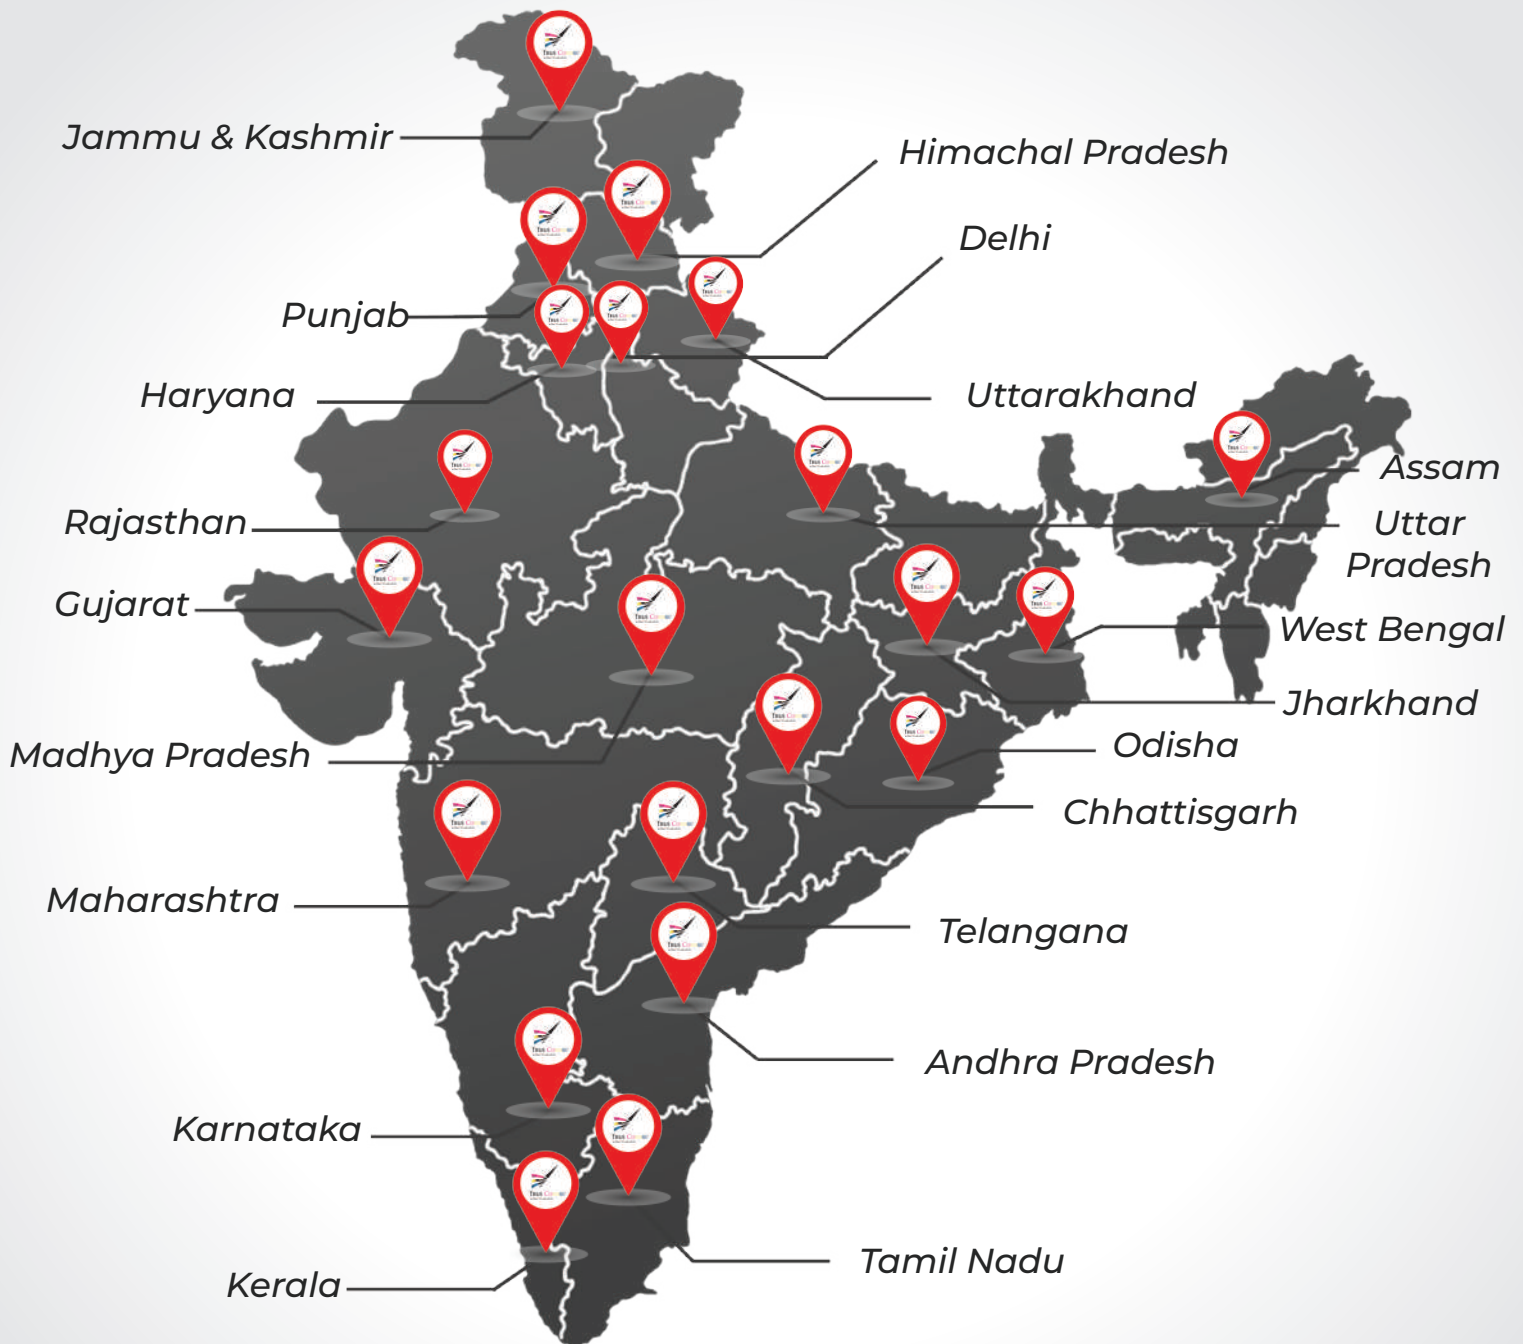 Jammu & Kashmir
Himachal Pradesh
Delhi
Punjab
Haryana
Uttarakhand
Assam
Rajasthan
Uttar
Pradesh
Gujarat
West Bengal
Jharkhand
Madhya Pradesh
Odisha
Chhattisgarh
Maharashtra
Telangana
Andhra Pradesh
Karnataka
Tamil Nadu
Kerala